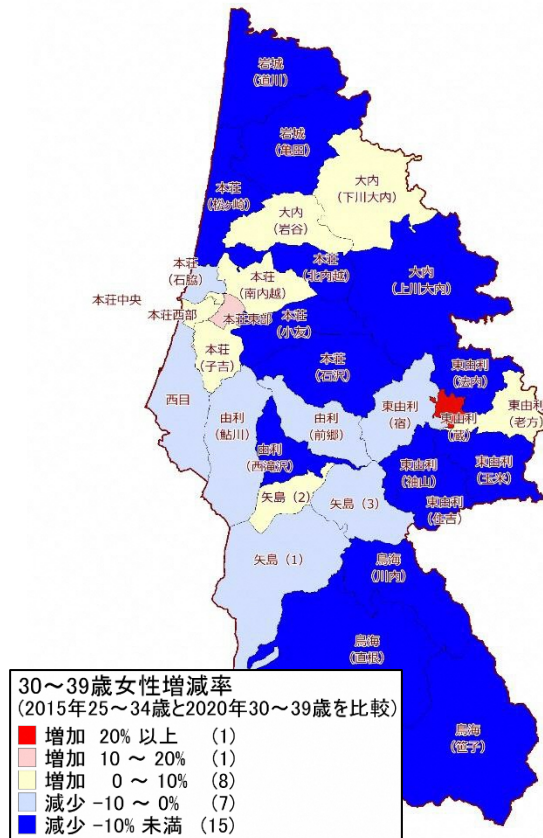 岩城
(道川)
岩城
(亀田)
大内
(下川大内)
本荘
(松ヶ崎)
大内
(岩谷)
本荘
(北内越)
大内
(上川大内)
本荘
(石脇)
本荘
(南内越)
本荘中央
本荘西部
本荘東部
本荘
(小友)
本荘
(子吉)
本荘
(石沢)
東由利
(法内)
西目
由利
(鮎川)
由利
(前郷)
東由利
(宿)
東由利
(蔵)
東由利
(老方)
由利
(西滝沢)
東由利
(袖山)
東由利
(玉米)
矢島(2)
矢島(3)
東由利
(住吉)
矢島(1)
鳥海
(川内)
鳥海
(直根)
鳥海
(笹子)
30～39歳女性増減率
(2015年25～34歳と2020年30～39歳を比較)
増加 20% 以上 (1)
増加 10 ～ 20% (1)
増加 0 ～ 10% (8)
減少 -10 ～ 0% (7)
減少 -10% 未満 (15)